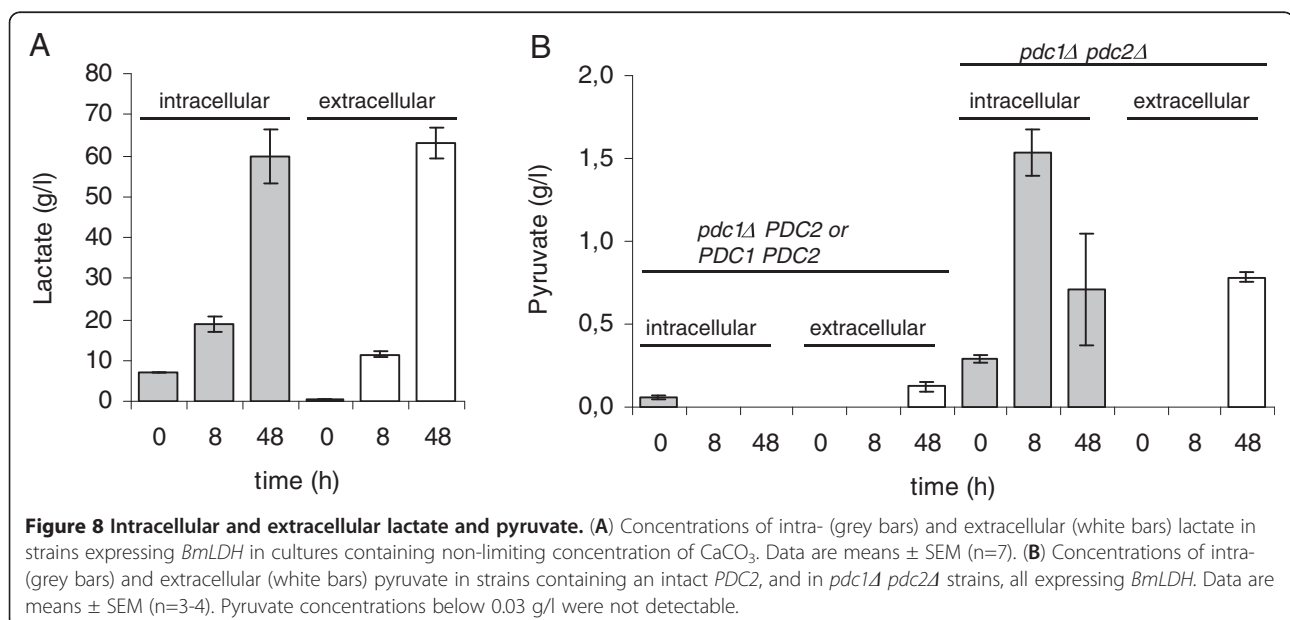 A
80
70
60
50
40
30
20
10
0
Lactate (g/l)
intracellular
extracellular
0 8 48 0 8 48
time (h)
B
2,0
1,5
1,0
0,5
0,0
Pyruvate (g/l)
pdc1Δ pdc2Δ
intracellular
extracellular
pdc1Δ PDC2 or
PDC1 PDC2
intracellular
extracellular
0 8 48 0 8 48 0 8 48 0 8 48
time (h)
Figure 8 Intracellular and extracellular lactate and pyruvate. (A) Concentrations of intra- (grey bars) and extracellular (white bars) lactate in
strains expressing BmLDH in cultures containing non-limiting concentration of CaCO₃. Data are means ± SEM (n=7). (B) Concentrations of intra-
(grey bars) and extracellular (white bars) pyruvate in strains containing an intact PDC2, and in pdc1Δ pdc2Δ strains, all expressing BmLDH. Data are
means ± SEM (n=3-4). Pyruvate concentrations below 0.03 g/l were not detectable.